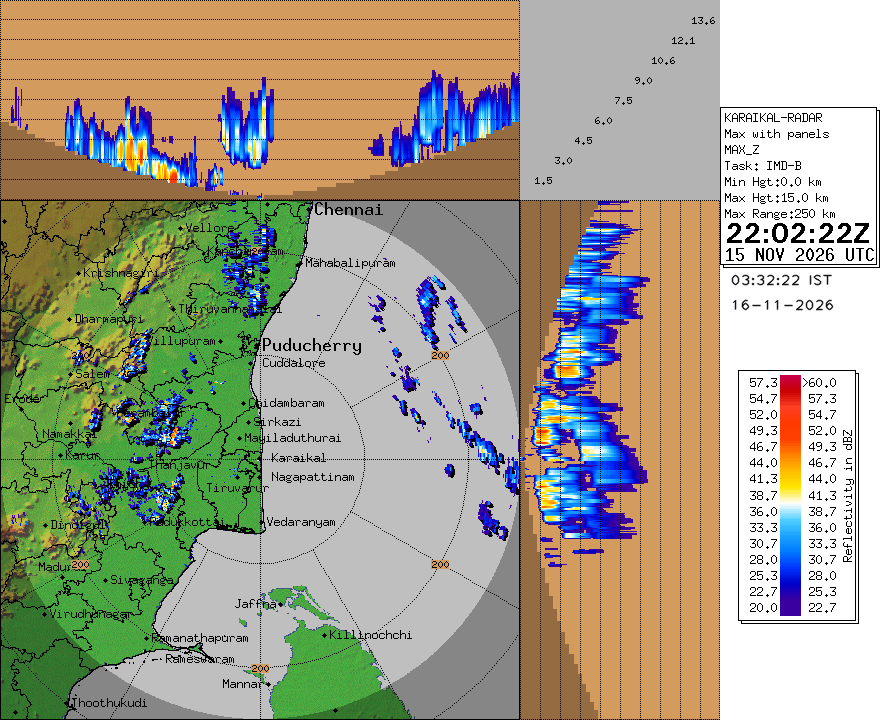 13.6
12.1
10.6
9.0
7.5
6.0
4.5
3.0
1.5
KARAIKAL-RADAR
Max with panels
MAX_Z
Task: IMD-B
Min Hgt:0.0 km
Max Hgt:15.0 km
Max Range:250 km
22:02:22Z
15 NOV 2026 UTC
03:32:22 IST
16-11-2026
Chennai
Vellore
Mahabalipuram
Krishnagiri
Dharmapuri
Villupuram
Puducherry
200
Cuddalore
Salem
Erode
Chidambaram
Sirkazi
Namakkal
Mayiladuthurai
Karur
Thanjavur
Karaikal
Tiruvarur
Nagapattinam
Dindigul
Pudukkottai
Vedaranyam
200
200
Sivaganga
Jaffna
Virudhunagar
Killinochchi
Ramanathapuram
Rameswaram
200
Mannar
Thoothukudi
57.3 >60.0
54.7 57.3
52.0 54.7
49.3 52.0
46.7 49.3
44.0 46.7
41.3 44.0
38.7 41.3
36.0 38.7
33.3 36.0
30.7 33.3
28.0 30.7
25.3 28.0
22.7 25.3
20.0 22.7
Reflectivity in dBZ